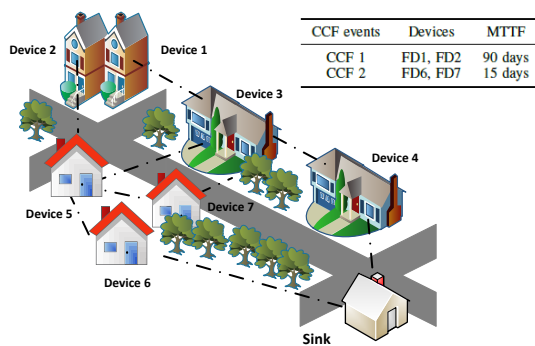 CCF events Devices MTTF
CCF 1 FD1, FD2 90 days
CCF 2 FD6, FD7 15 days
Device 2
Device 1
Device 3
Device 4
Device 5
Device 7
Device 6
Sink